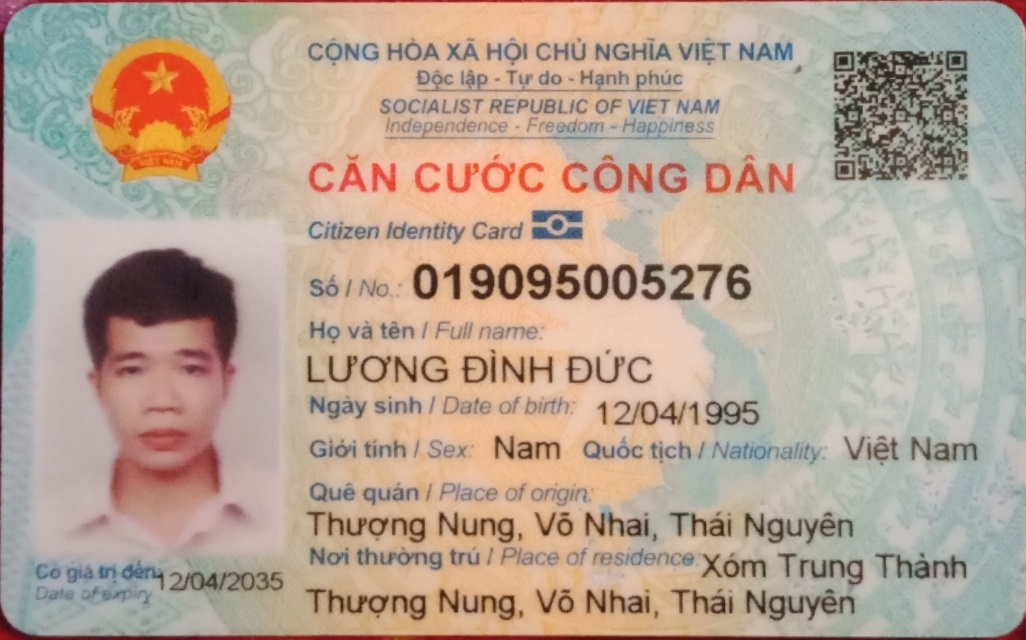 CỘNG HÒA XÃ HỘI CHỦ NGHĨA VIỆT NAM
Độc lập - Tự do - Hạnh phúc
SOCIALIST REPUBLIC OF VIET NAM
Independence - Freedom - Happiness
CĂN CƯỚC CÔNG DÂN
Citizen Identity Card
Số / No.: 019095005276
Họ và tên / Full name:
LƯƠNG ĐÌNH ĐỨC
Ngày sinh / Date of birth: 12/04/1995
Giới tính / Sex: Nam Quốc tịch / Nationality: Việt Nam
Quê quán / Place of origin:
Thượng Nung, Võ Nhai, Thái Nguyên
Nơi thường trú / Place of residence: Xóm Trung Thành
Thượng Nung, Võ Nhai, Thái Nguyên
Có giá trị đến: 12/04/2035
Date of expiry
VIỆT NAM